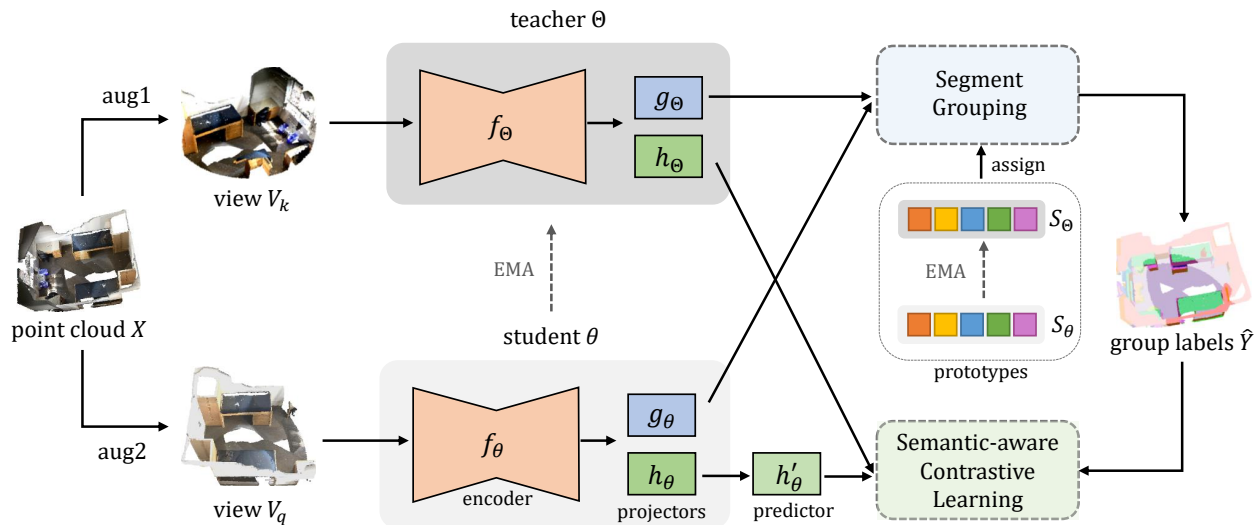 teacher Θ
aug1
view V_k
f_Θ
g_Θ
h_Θ
Segment
Grouping
assign
S_Θ
EMA
S_θ
prototypes
EMA
point cloud X
student θ
group labels Ŷ
aug2
view V_q
f_θ
encoder
g_θ
h_θ
projectors
h′_θ
predictor
Semantic-aware
Contrastive
Learning